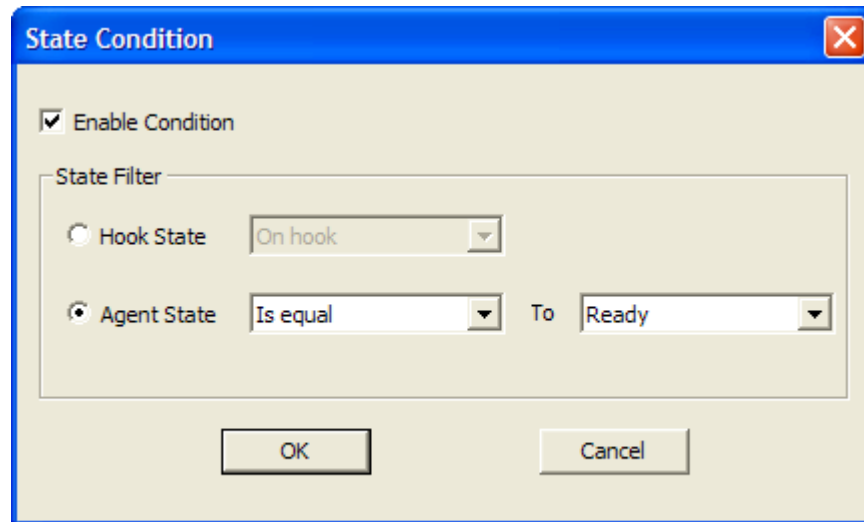 State Condition
Enable Condition
State Filter
Hook State On hook
Agent State Is equal To Ready
OK Cancel